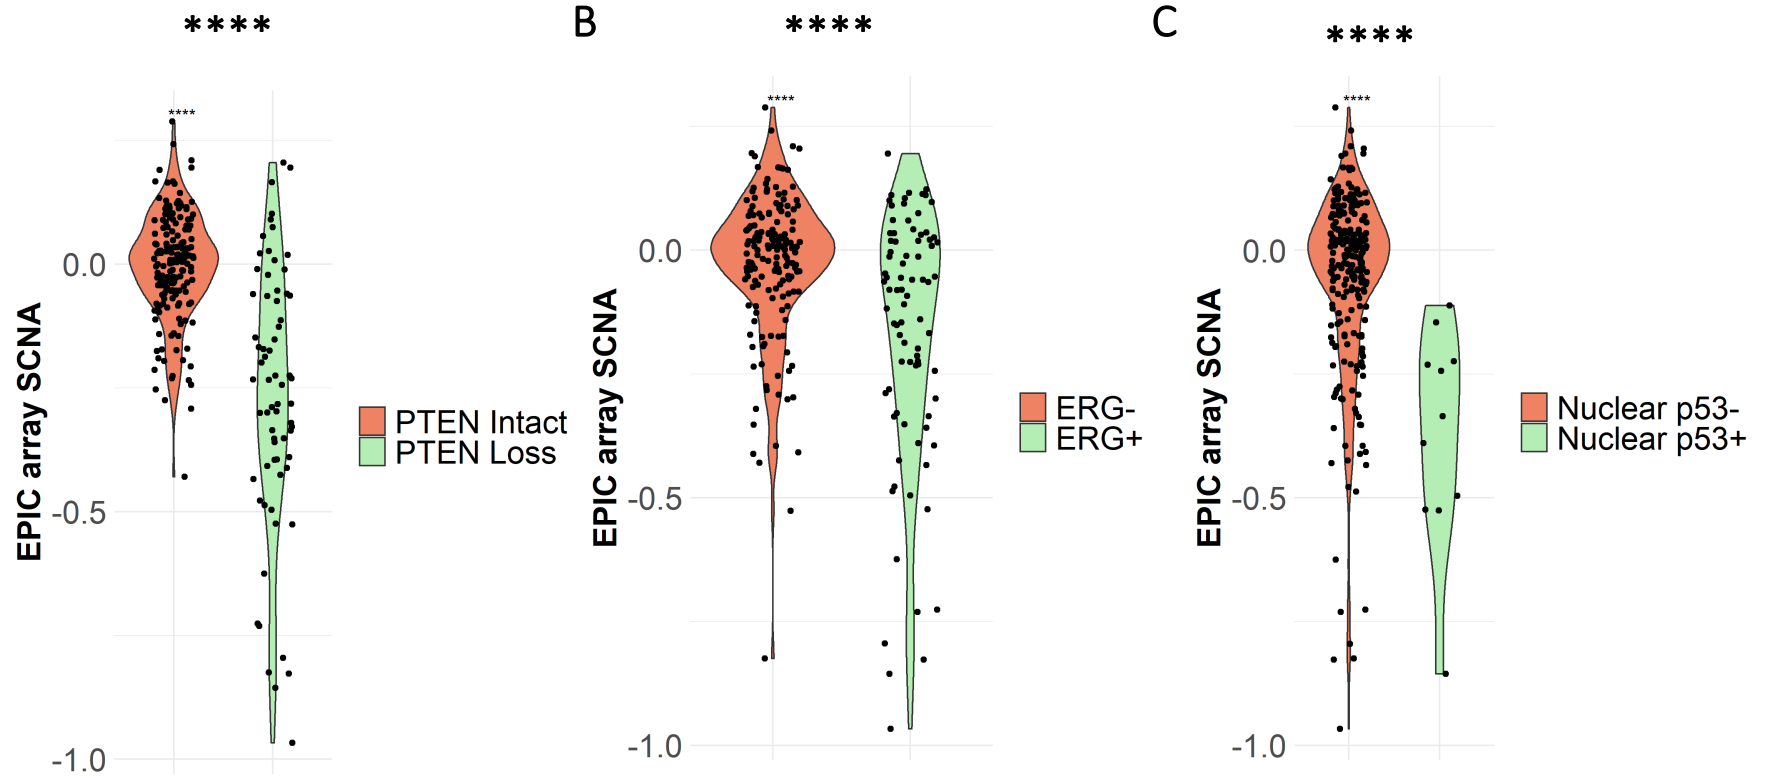 ****
B
****
C
****
****
****
****
EPIC array SCNA
0.0
-0.5
-1.0
PTEN Intact
PTEN Loss
EPIC array SCNA
0.0
-0.5
-1.0
ERG-
ERG+
EPIC array SCNA
0.0
-0.5
-1.0
Nuclear p53-
Nuclear p53+